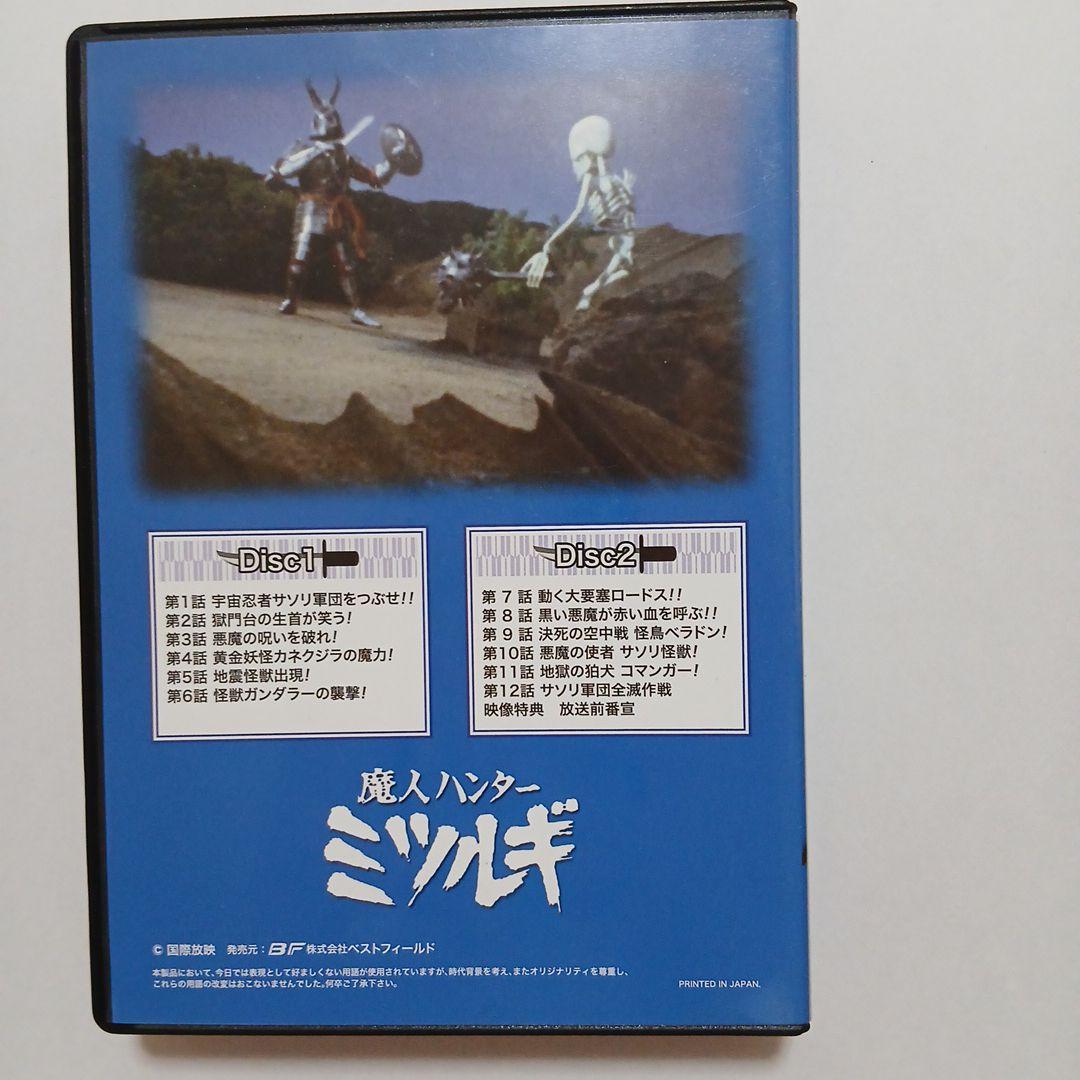 Disc1
第1話 宇宙忍者サソリ軍団をつぶせ!!
第2話 獄門台の生首が笑う!
第3話 悪魔の呪いを破れ!
第4話 黄金妖怪カネクジラの魔力!
第5話 地震怪獣出現!
第6話 怪獣ガンダラーの襲撃!
Disc2
第 7 話 動く大要塞ロードス!!
第 8 話 黒い悪魔が赤い血を呼ぶ!!
第 9 話 決死の空中戦 怪鳥ベラドン!
第10話 悪魔の使者 サソリ怪獣!
第11話 地獄の狛犬 コマンガー!
第12話 サソリ軍団全滅作戦
映像特典 放送前番宣
魔人ハンター
ミツルギ
© 国際放映 発売元:BF 株式会社ベストフィールド
本製品において、今日では表現として好ましくない用語が使用されていますが、時代背景を考え、またオリジナリティを尊重し、
これらの用語の改変はおこないませんでした。何卒ご了承下さい。
PRINTED IN JAPAN.